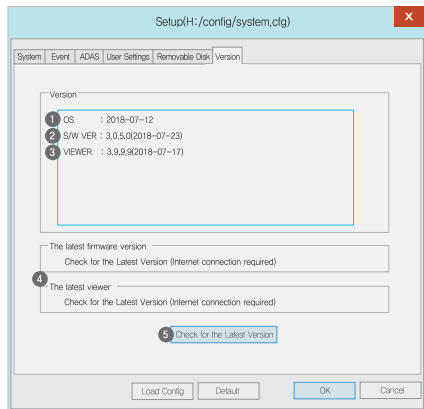 Setup(H:/config/system,cfg)
X
System Event ADAS User Settings Removable Disk Version
Version
1 OS : 2018-07-12
2 S/W VER : 3,0,5.0(2018-07-23)
3 VIEWER : 3,9.9,9(2018-07-17)
The latest firmware version
Check for the Latest Version (Internet connection required)
4
The latest viewer
Check for the Latest Version (Internet connection required)
5 Check for the Latest Version
Load Config Default OK Cancel